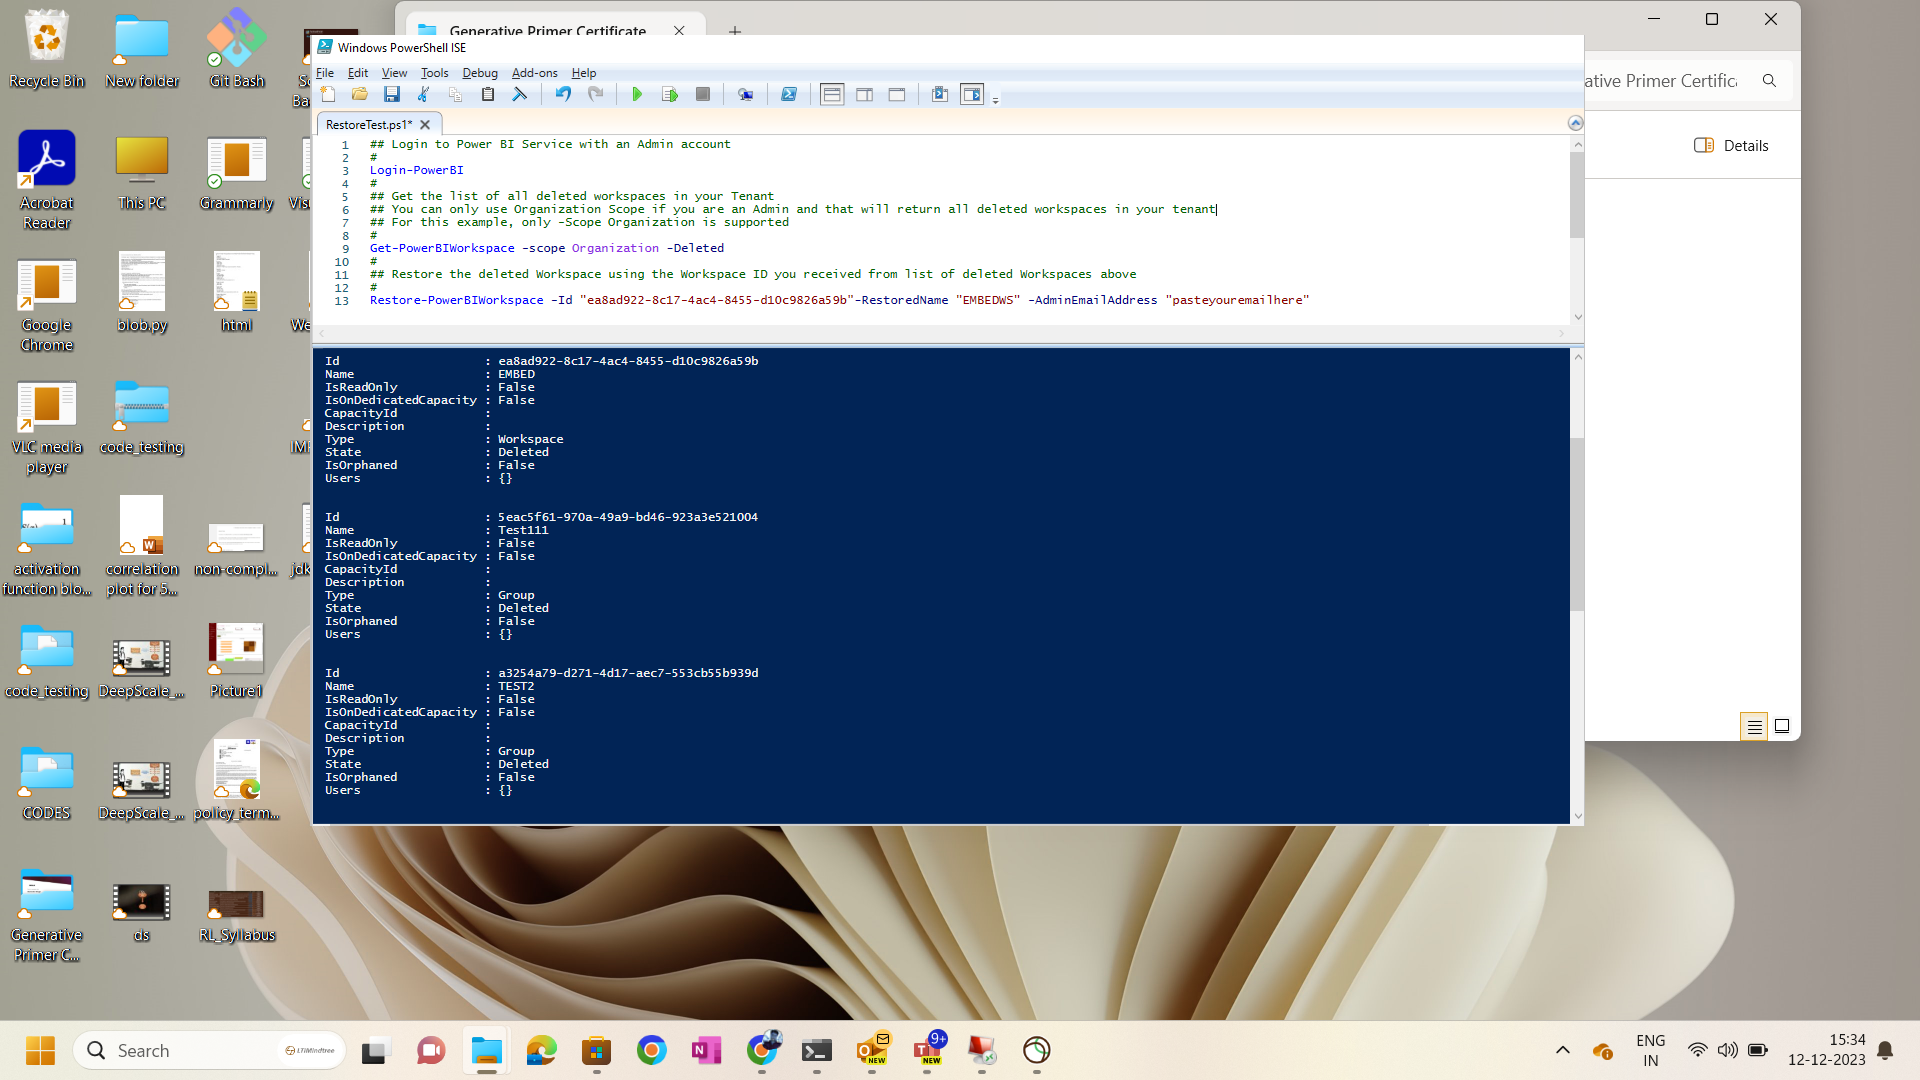 Recycle Bin
New folder
Git Bash
Acrobat
Reader
This PC
Grammarly
Google
Chrome
blob.py
html
VLC media
player
code_testing
activation
function blo...
correlation
plot for 5...
non-compl...
code_testing
DeepScale_...
Picture1
CODES
DeepScale_...
policy_term...
Generative
Primer C...
ds
RL_Syllabus
Generative Primer Certificate
Details
Windows PowerShell ISE
File Edit View Tools Debug Add-ons Help
RestoreTest.ps1*
1 ## Login to Power BI Service with an Admin account
2 #
3 Login-PowerBI
4 #
5 ## Get the list of all deleted workspaces in your Tenant
6 ## You can only use Organization Scope if you are an Admin and that will return all deleted workspaces in your tenant
7 ## For this example, only -Scope Organization is supported
8 #
9 Get-PowerBIWorkspace -scope Organization -Deleted
10 #
11 ## Restore the deleted Workspace using the Workspace ID you received from list of deleted Workspaces above
12 #
13 Restore-PowerBIWorkspace -Id "ea8ad922-8c17-4ac4-8455-d10c9826a59b"-RestoredName "EMBEDWS" -AdminEmailAddress "pasteyouremailhere"
Id : ea8ad922-8c17-4ac4-8455-d10c9826a59b
Name : EMBED
IsReadOnly : False
IsOnDedicatedCapacity : False
CapacityId :
Description :
Type : Workspace
State : Deleted
IsOrphaned : False
Users : {}
Id : 5eac5f61-970a-49a9-bd46-923a3e521004
Name : Test111
IsReadOnly : False
IsOnDedicatedCapacity : False
CapacityId :
Description :
Type : Group
State : Deleted
IsOrphaned : False
Users : {}
Id : a3254a79-d271-4d17-aec7-553cb55b939d
Name : TEST2
IsReadOnly : False
IsOnDedicatedCapacity : False
CapacityId :
Description :
Type : Group
State : Deleted
IsOrphaned : False
Users : {}
Search
LTIMindtree
NEW
9+
NEW
ENG
IN
15:34
12-12-2023